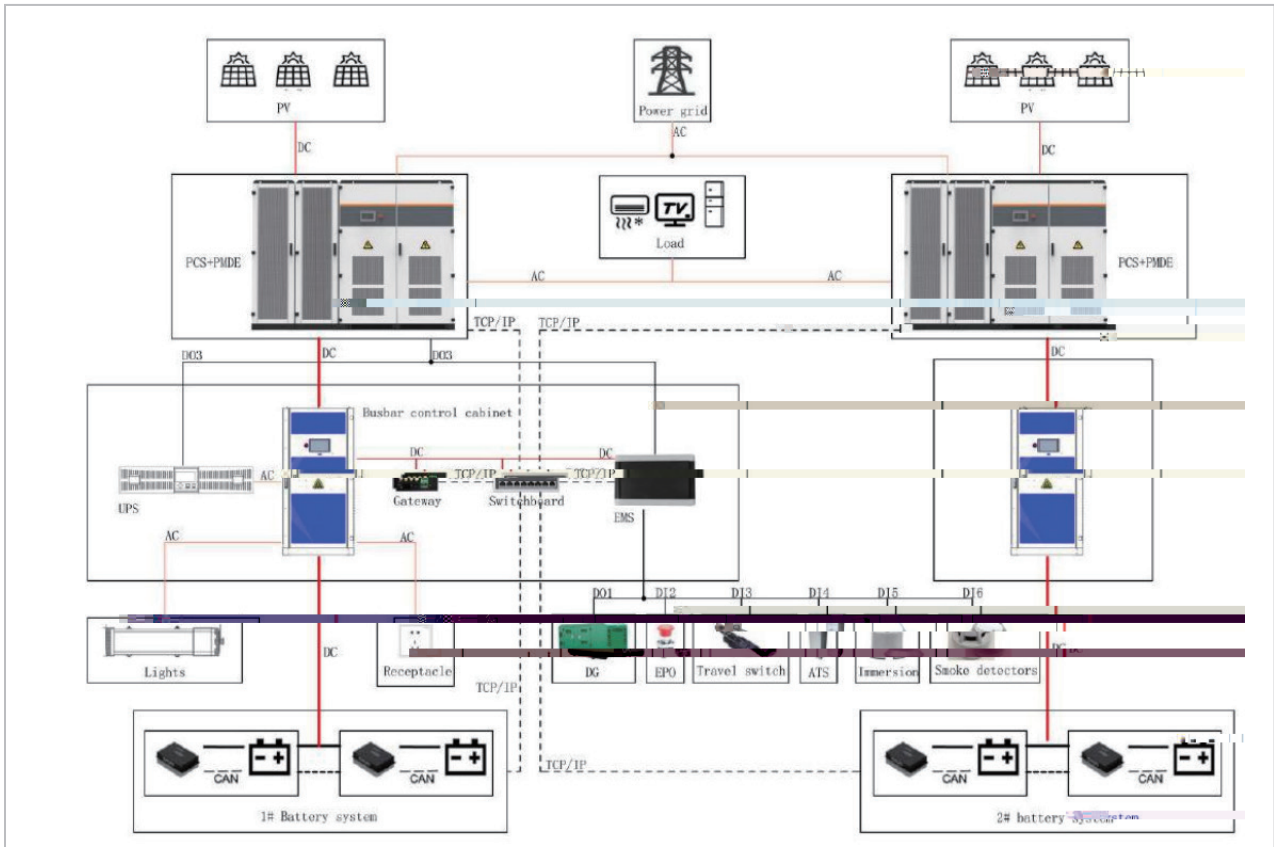 PV
Power grid
PV
DC
AC
DC
TV
Load
PCS+PMDE
PCS+PMDE
AC
AC
TCP/IP
TCP/IP
DO3
DC
DO3
DC
Busbar control cabinet
DC
DC
AC
TCP/IP
TCP/IP
UPS
Gateway
Switchboard
EMS
AC
AC
DO1
DI2
DI3
DI4
DI5
DI6
DC
DC
Lights
Receptacle
DG
EPO
Travel switch
ATS
Immersion
Smoke detectors
TCP/IP
TCP/IP
CAN
CAN
CAN
CAN
1# Battery system
2# battery system